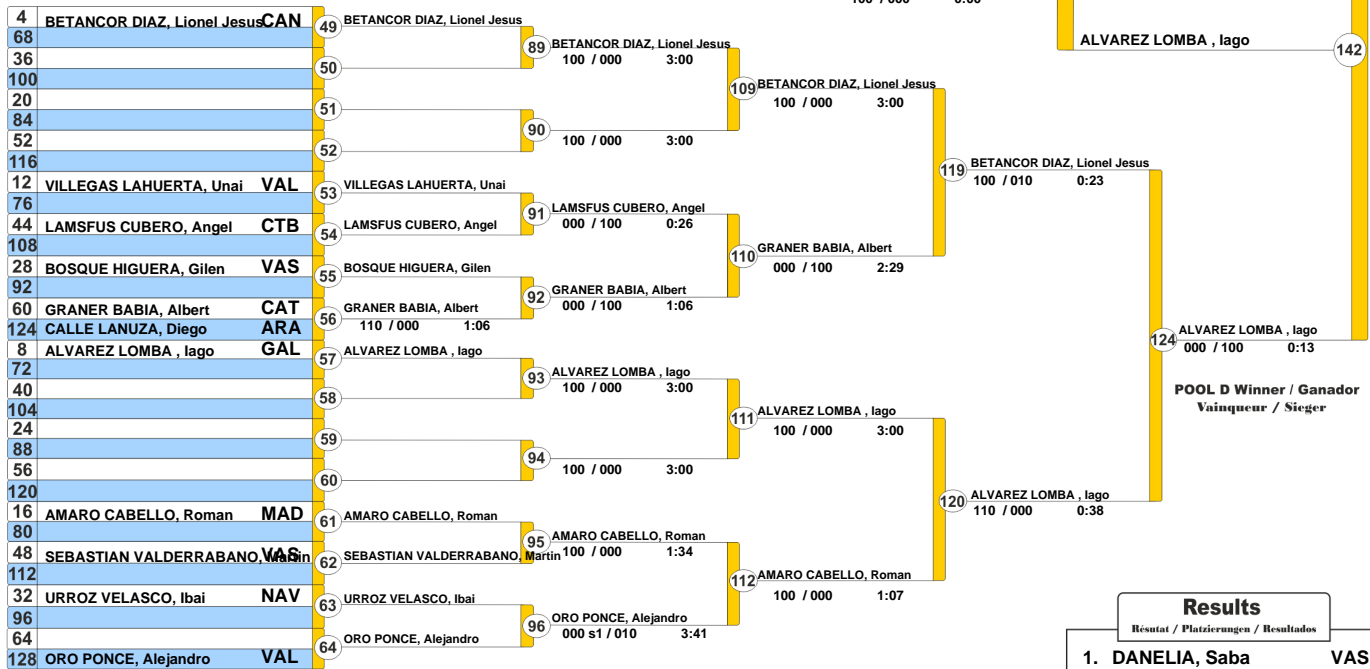 100 / 000 0:00
ALVAREZ LOMBA , Iago
142
4 BETANCOR DIAZ, Lionel Jesus CAN
68
36
100
20
84
52
116
12 VILLEGAS LAHUERTA, Unai VAL
76
44 LAMSFUS CUBERO, Angel CTB
108
28 BOSQUE HIGUERA, Gilen VAS
92
60 GRANER BABIA, Albert CAT
124 CALLE LANUZA, Diego ARA
8 ALVAREZ LOMBA , Iago GAL
72
40
104
24
88
56
120
16 AMARO CABELLO, Roman MAD
80
48 SEBASTIAN VALDERRABANO, Martin VAS
112
32 URROZ VELASCO, Ibai NAV
96
64
128 ORO PONCE, Alejandro VAL
49 BETANCOR DIAZ, Lionel Jesus
50
51
52
53 VILLEGAS LAHUERTA, Unai
54 LAMSFUS CUBERO, Angel
55 BOSQUE HIGUERA, Gilen
56 GRANER BABIA, Albert
110 / 000 1:06
57 ALVAREZ LOMBA , Iago
58
59
60
61 AMARO CABELLO, Roman
62 SEBASTIAN VALDERRABANO, Martin
63 URROZ VELASCO, Ibai
64 ORO PONCE, Alejandro
89 BETANCOR DIAZ, Lionel Jesus
100 / 000 3:00
90
100 / 000 3:00
91 LAMSFUS CUBERO, Angel
000 / 100 0:26
92 GRANER BABIA, Albert
000 / 100 1:06
93 ALVAREZ LOMBA , Iago
100 / 000 3:00
94
100 / 000 3:00
95 AMARO CABELLO, Roman
100 / 000 1:34
96 ORO PONCE, Alejandro
000 s1 / 010 3:41
109 BETANCOR DIAZ, Lionel Jesus
100 / 000 3:00
110 GRANER BABIA, Albert
000 / 100 2:29
111 ALVAREZ LOMBA , Iago
100 / 000 3:00
112 AMARO CABELLO, Roman
100 / 000 1:07
119 BETANCOR DIAZ, Lionel Jesus
100 / 010 0:23
120 ALVAREZ LOMBA , Iago
110 / 000 0:38
124 ALVAREZ LOMBA , Iago
000 / 100 0:13
POOL D Winner / Ganador
Vainqueur / Sieger
Results
Résutat / Platzierungen / Resultados
1. DANELIA, Saba VAS